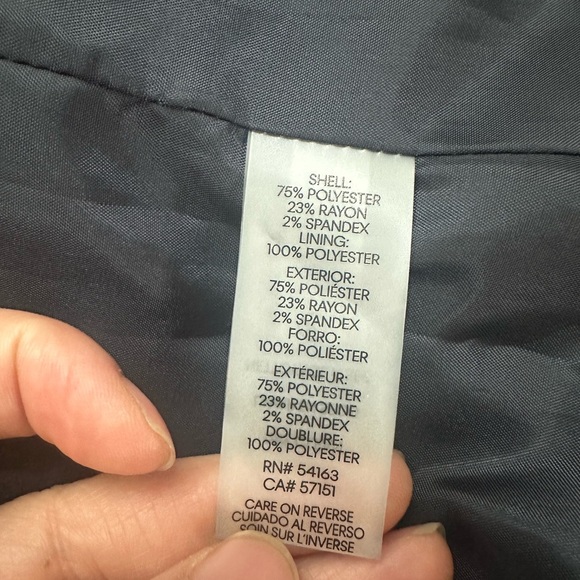 SHELL:
75% POLYESTER
23% RAYON
2% SPANDEX
LINING:
100% POLYESTER
EXTERIOR:
75% POLIÉSTER
23% RAYON
2% SPANDEX
FORRO:
100% POLIÉSTER
EXTÉRIEUR:
75% POLYESTER
23% RAYONNE
2% SPANDEX
DOUBLURE:
100% POLYESTER
RN# 54163
CA# 57151
CARE ON REVERSE
CUIDADO AL REVERSO
SOIN SUR L'INVERSE